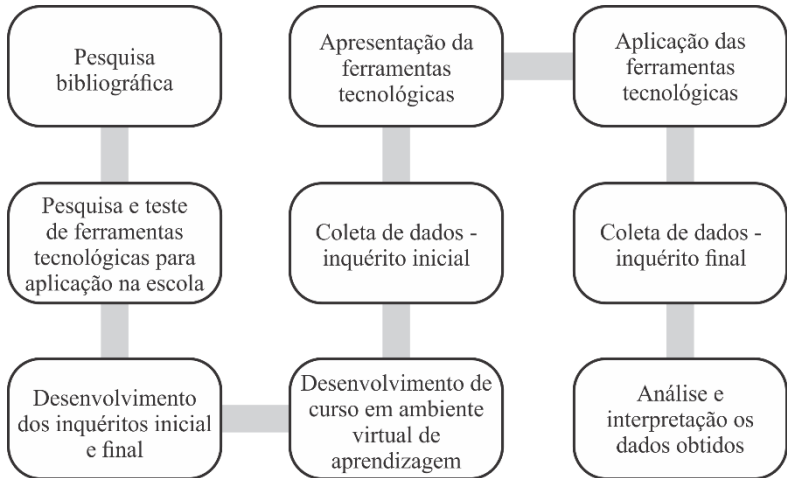 Pesquisa
bibliográfica
Pesquisa e teste
de ferramentas
tecnológicas para
aplicação na escola
Desenvolvimento
dos inquéritos inicial
e final
Desenvolvimento de
curso em ambiente
virtual de
aprendizagem
Coleta de dados -
inquérito inicial
Apresentação da
ferramentas
tecnológicas
Aplicação das
ferramentas
tecnológicas
Coleta de dados -
inquérito final
Análise e
interpretação os
dados obtidos